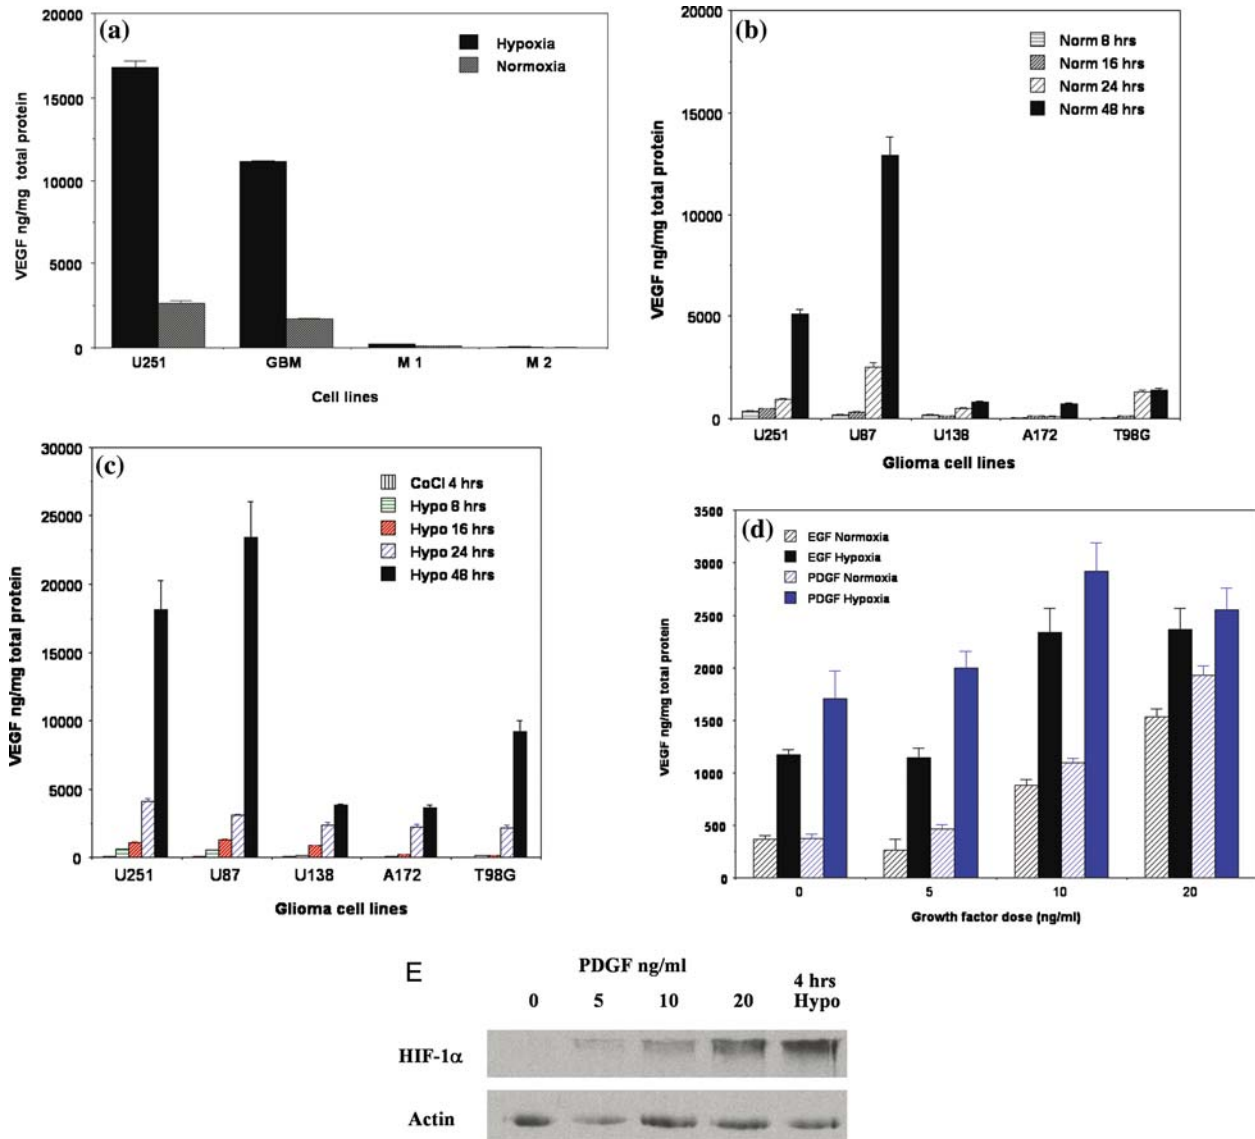 (a)
Hypoxia
Normoxia
VEGF ng/mg total protein
20000
15000
10000
5000
0
U251 GBM M 1 M 2
Cell lines
(b)
Norm 8 hrs
Norm 16 hrs
Norm 24 hrs
Norm 48 hrs
VEGF ng/mg total protein
20000
15000
10000
5000
0
U251 U87 U138 A172 T98G
Glioma cell lines
(c)
CoCl 4 hrs
Hypo 8 hrs
Hypo 16 hrs
Hypo 24 hrs
Hypo 48 hrs
VEGF ng/mg total protein
30000
25000
20000
15000
10000
5000
0
U251 U87 U138 A172 T98G
Glioma cell lines
(d)
EGF Normoxia
EGF Hypoxia
PDGF Normoxia
PDGF Hypoxia
VEGF ng/mg total protein
3500
3000
2500
2000
1500
1000
500
0
0 5 10 20
Growth factor dose (ng/ml)
E
PDGF ng/ml
4 hrs
0 5 10 20 Hypo
HIF-1α
Actin